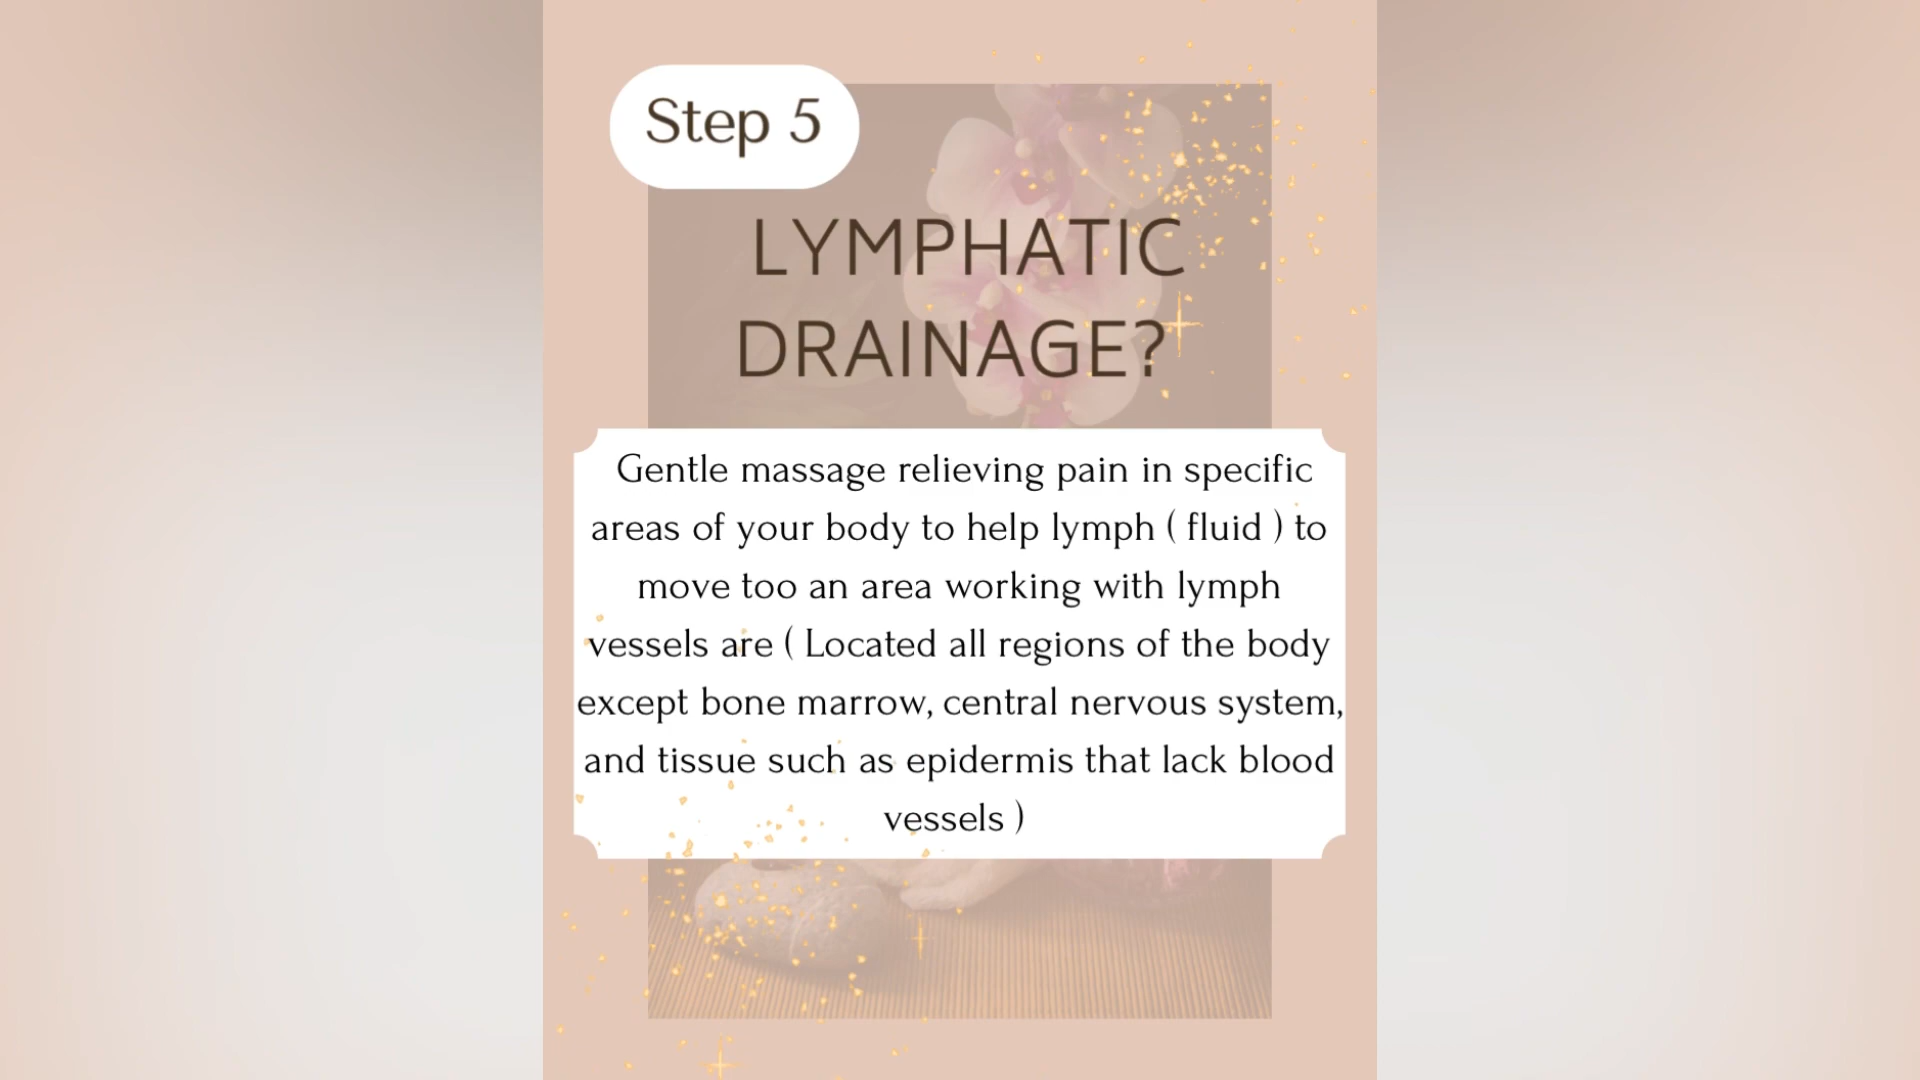 Step 5
LYMPHATIC
DRAINAGE?
Gentle massage relieving pain in specific
areas of your body to help lymph ( fluid ) to
move too an area working with lymph
vessels are ( Located all regions of the body
except bone marrow, central nervous system,
and tissue such as epidermis that lack blood
vessels )